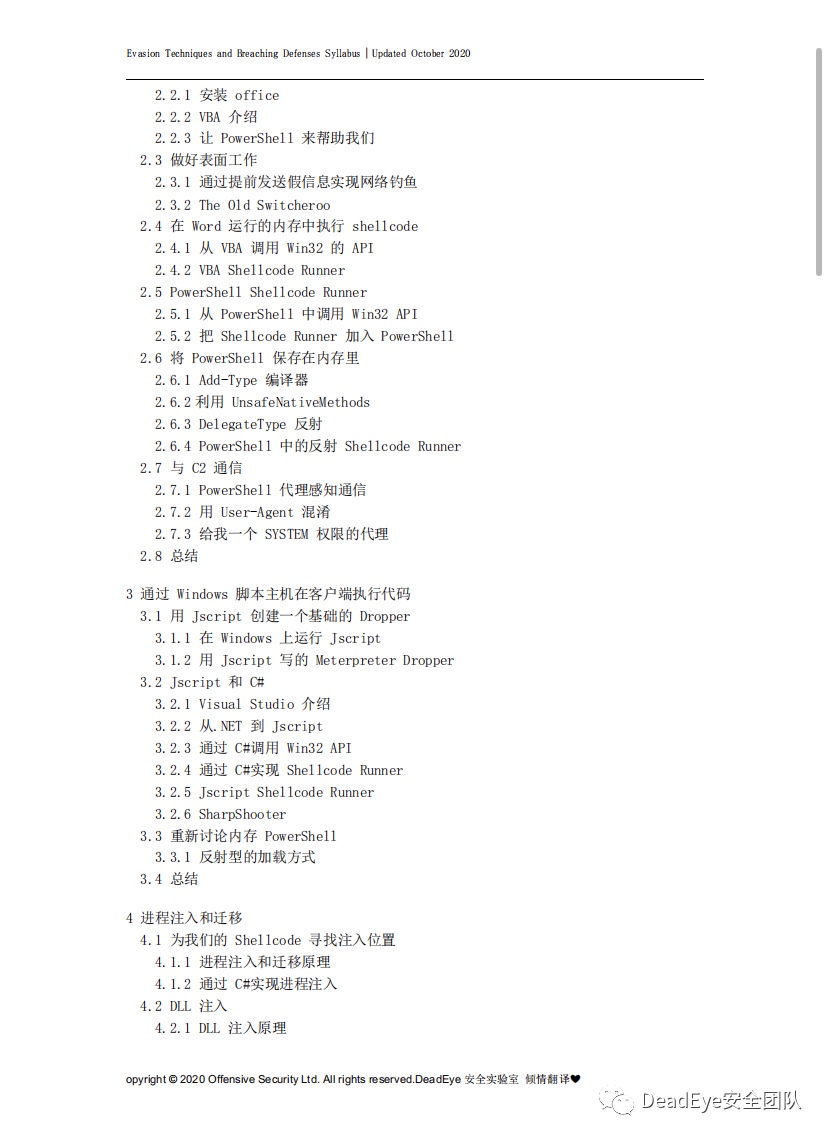 Evasion Techniques and Breaching Defenses Syllabus | Updated October 2020
2.2.1 安装 office
2.2.2 VBA 介绍
2.2.3 让 PowerShell 来帮助我们
2.3 做好表面工作
2.3.1 通过提前发送假信息实现网络钓鱼
2.3.2 The Old Switcheroo
2.4 在 Word 运行的内存中执行 shellcode
2.4.1 从 VBA 调用 Win32 的 API
2.4.2 VBA Shellcode Runner
2.5 PowerShell Shellcode Runner
2.5.1 从 PowerShell 中调用 Win32 API
2.5.2 把 Shellcode Runner 加入 PowerShell
2.6 将 PowerShell 保存在内存里
2.6.1 Add-Type 编译器
2.6.2 利用 UnsafeNativeMethods
2.6.3 DelegateType 反射
2.6.4 PowerShell 中的反射 Shellcode Runner
2.7 与 C2 通信
2.7.1 PowerShell 代理感知通信
2.7.2 用 User-Agent 混淆
2.7.3 给我一个 SYSTEM 权限的代理
2.8 总结
3 通过 Windows 脚本主机在客户端执行代码
3.1 用 Jscript 创建一个基础的 Dropper
3.1.1 在 Windows 上运行 Jscript
3.1.2 用 Jscript 写的 Meterpreter Dropper
3.2 Jscript 和 C#
3.2.1 Visual Studio 介绍
3.2.2 从.NET 到 Jscript
3.2.3 通过 C#调用 Win32 API
3.2.4 通过 C#实现 Shellcode Runner
3.2.5 Jscript Shellcode Runner
3.2.6 SharpShooter
3.3 重新讨论内存 PowerShell
3.3.1 反射型的加载方式
3.4 总结
4 进程注入和迁移
4.1 为我们的 Shellcode 寻找注入位置
4.1.1 进程注入和迁移原理
4.1.2 通过 C#实现进程注入
4.2 DLL 注入
4.2.1 DLL 注入原理
opyright © 2020 Offensive Security Ltd. All rights reserved.DeadEye 安全实验室 倾情翻译♥
DeadEye安全团队